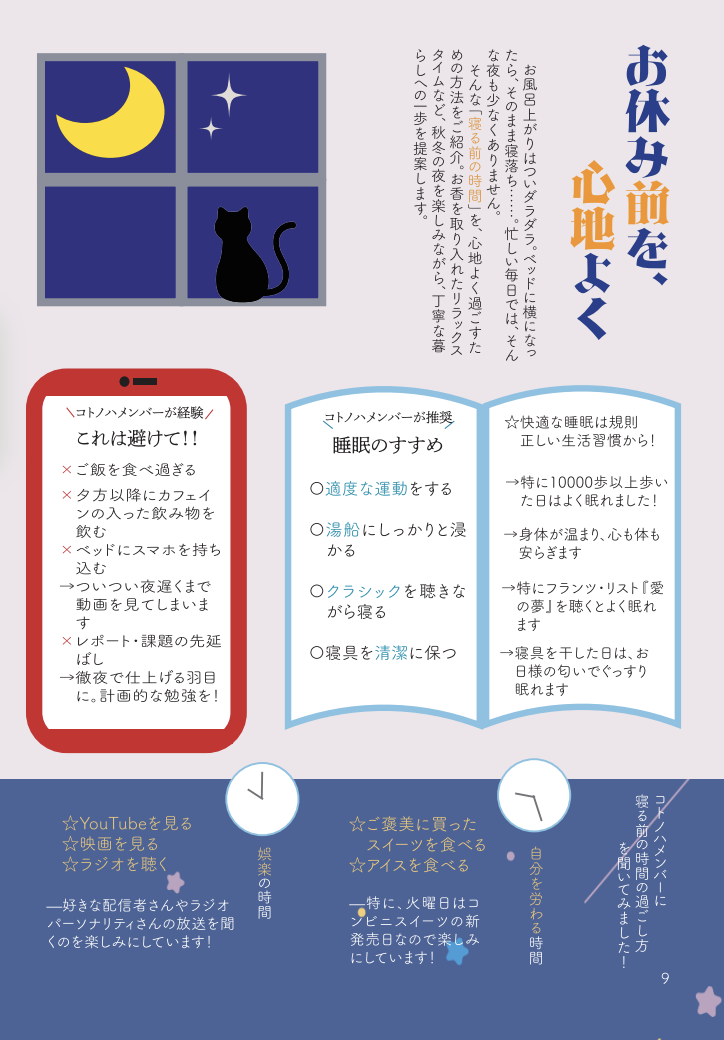 お休み前を、
心地よく
お風呂上がりはついダラダラ。ベッドに横になっ
たら、そのまま寝落ち……。忙しい毎日では、そん
な夜も少なくありません。
そんな「寝る前の時間」を、心地よく過ごすた
めの方法をご紹介。お香を取り入れたリラックス
タイムなど、秋冬の夜を楽しみながら、丁寧な暮
らしへの一歩を提案します。
\コトノハメンバーが経験/
これは避けて!!
×ご飯を食べ過ぎる
×夕方以降にカフェイ
ンの入った飲み物を
飲む
×ベッドにスマホを持ち
込む
→ついつい夜遅くまで
動画を見てしまいま
す
×レポート・課題の先延
ばし
→徹夜で仕上げる羽目
に。計画的な勉強を!
コトノハメンバーが推奨
睡眠のすすめ
○適度な運動をする
○湯船にしっかりと浸
かる
○クラシックを聴きな
がら寝る
○寝具を清潔に保つ
☆快適な睡眠は規則
正しい生活習慣から!
→特に10000歩以上歩い
た日はよく眠れました!
→身体が温まり、心も体も
安らぎます
→特にフランツ・リスト『愛
の夢』を聴くとよく眠れ
ます
→寝具を干した日は、お
日様の匂いでぐっすり
眠れます
コトノハメンバーに
寝る前の時間の過ごし方
を聞いてみました!
自分を労わる時間
☆ご褒美に買った
スイーツを食べる
☆アイスを食べる
―特に、火曜日はコ
ンビニスイーツの新
発売日なので楽しみ
にしています!
娯楽の時間
☆YouTubeを見る
☆映画を見る
☆ラジオを聴く
―好きな配信者さんやラジオ
パーソナリティさんの放送を聞
くのを楽しみにしています!
9